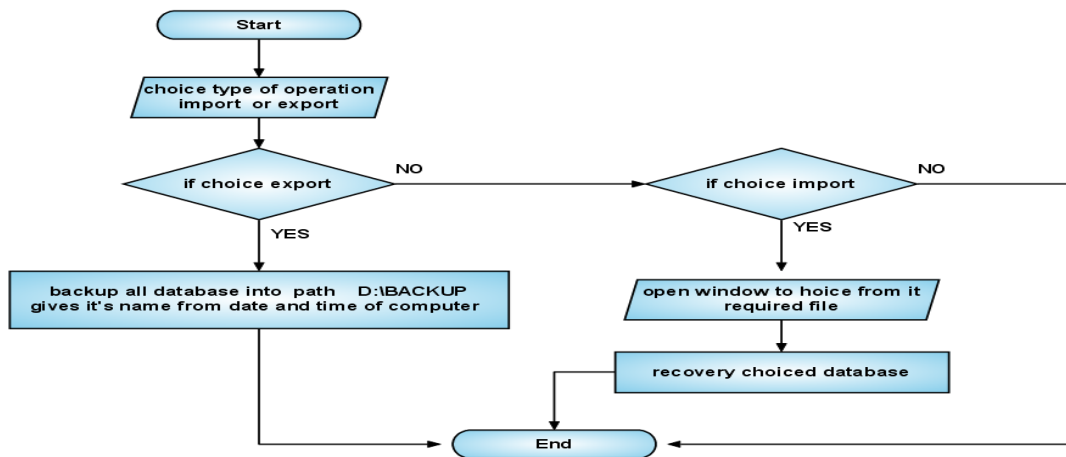 Start
choice type of operation
import or export
if choice export
NO
if choice import
NO
YES
YES
backup all database into path D:\BACKUP
gives it's name from date and time of computer
open window to hoice from it
required file
recovery choiced database
End